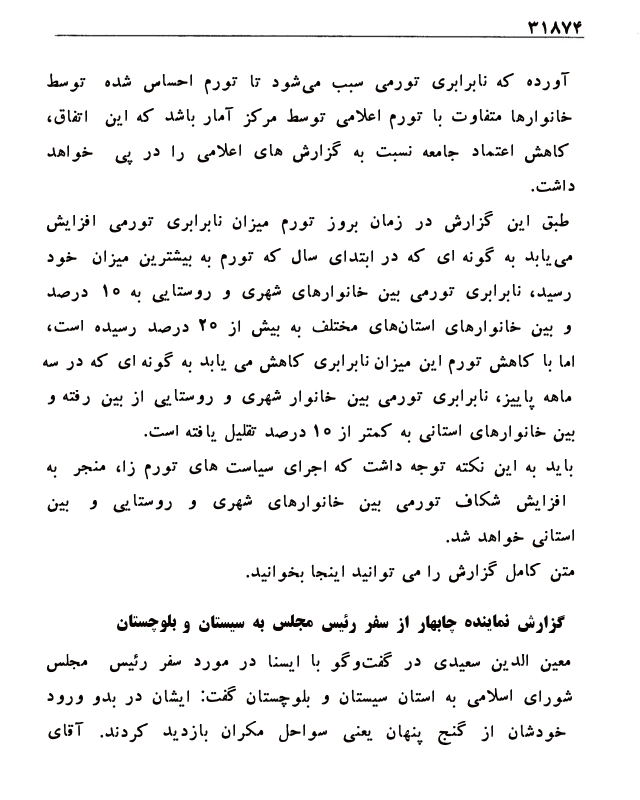 ۳۱۸۷۴
آورده که نابرابری تورمی سبب می‌شود تا تورم احساس شده توسط
خانوارها متفاوت با تورم اعلامی توسط مرکز آمار باشد که این اتفاق،
کاهش اعتماد جامعه نسبت به گزارش های اعلامی را در پی خواهد
داشت.
طبق این گزارش در زمان بروز تورم میزان نابرابری تورمی افزایش
می‌یابد به گونه ای که در ابتدای سال که تورم به بیشترین میزان خود
رسید، نابرابری تورمی بین خانوارهای شهری و روستایی به ۱۰ درصد
و بین خانوارهای استان‌های مختلف به بیش از ۲۰ درصد رسیده است،
اما با کاهش تورم این میزان نابرابری کاهش می یابد به گونه ای که در سه
ماهه پاییز، نابرابری تورمی بین خانوار شهری و روستایی از بین رفته و
بین خانوارهای استانی به کمتر از ۱۰ درصد تقلیل یافته است.
باید به این نکته توجه داشت که اجرای سیاست های تورم زا، منجر به
افزایش شکاف تورمی بین خانوارهای شهری و روستایی و بین
استانی خواهد شد.
متن کامل گزارش را می توانید اینجا بخوانید.
گزارش نماینده چابهار از سفر رئیس مجلس به سیستان و بلوچستان
معین الدین سعیدی در گفت‌وگو با ایسنا در مورد سفر رئیس مجلس
شورای اسلامی به استان سیستان و بلوچستان گفت: ایشان در بدو ورود
خودشان از گنج پنهان یعنی سواحل مکران بازدید کردند. آقای